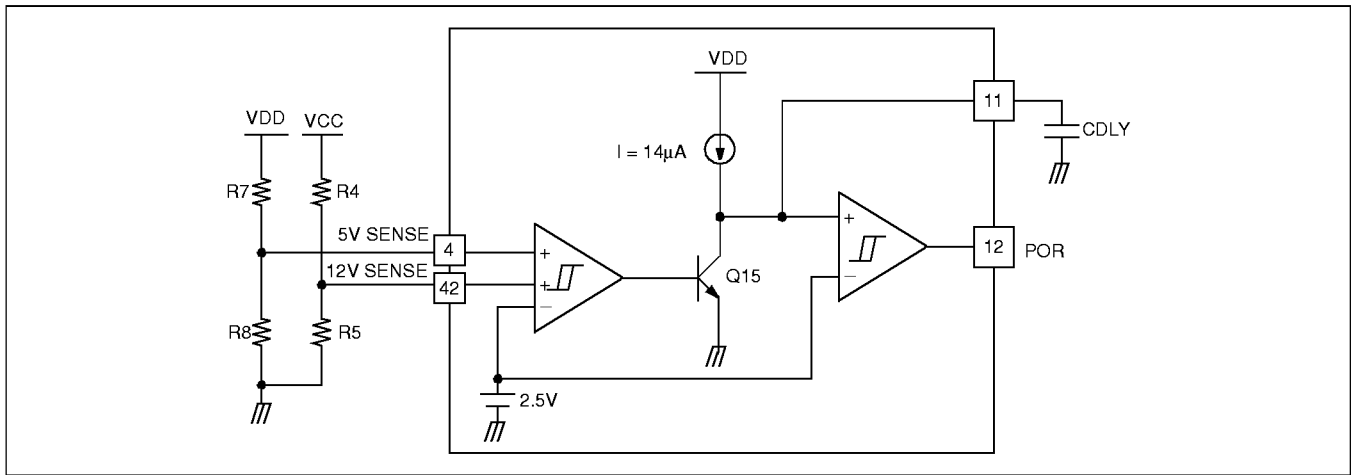 VDD
VDD
VCC
11
CDLY
I = 14µA
R7
R4
5V SENSE
4
+
+
12
POR
12V SENSE
42
+
Q15
−
−
R8
R5
2.5V